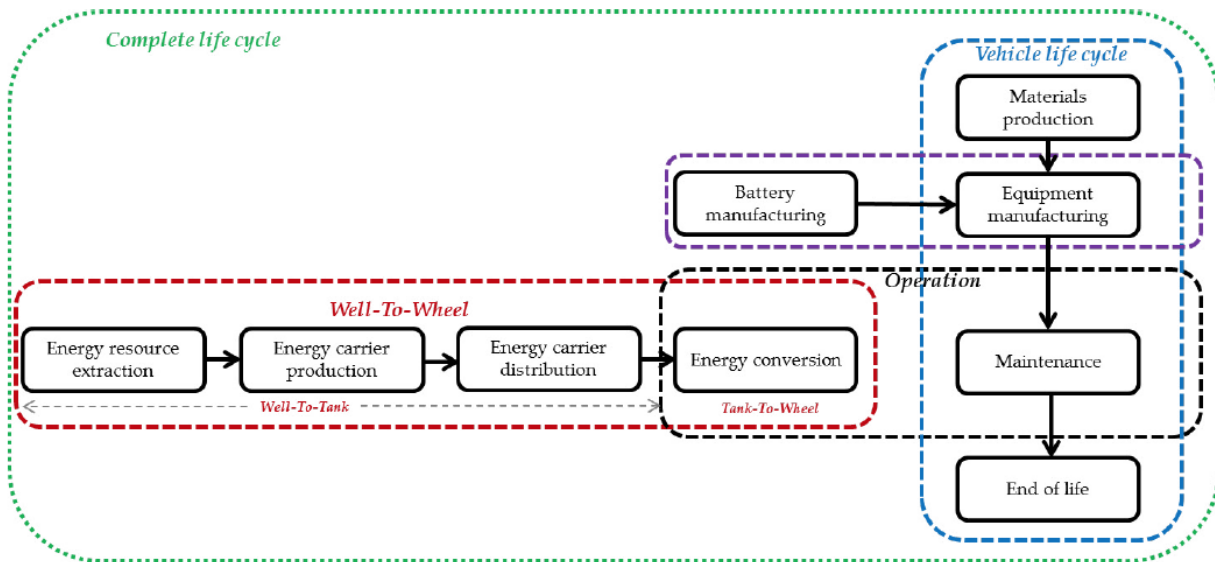 Complete life cycle
Vehicle life cycle
Materials
production
Battery
manufacturing
Equipment
manufacturing
Operation
Well-To-Wheel
Energy resource
extraction
Energy carrier
production
Energy carrier
distribution
Energy conversion
Maintenance
Well-To-Tank
Tank-To-Wheel
End of life